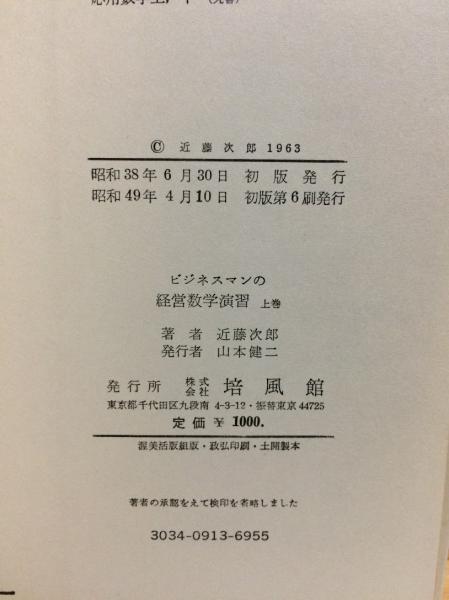 © 近藤次郎 1963
昭和38年 6月30日 初版発行
昭和49年 4月10日 初版第6刷発行
ビジネスマンの
経営数学演習 上巻
著者 近藤次郎
発行者 山本健二
発行所 株式会社 培風館
東京都千代田区九段南 4-3-12・振替東京44725
定価 ¥ 1000.
渥美活版組版・政弘印刷・土開製本
著者の承認をえて検印を省略しました
3034-0913-6955